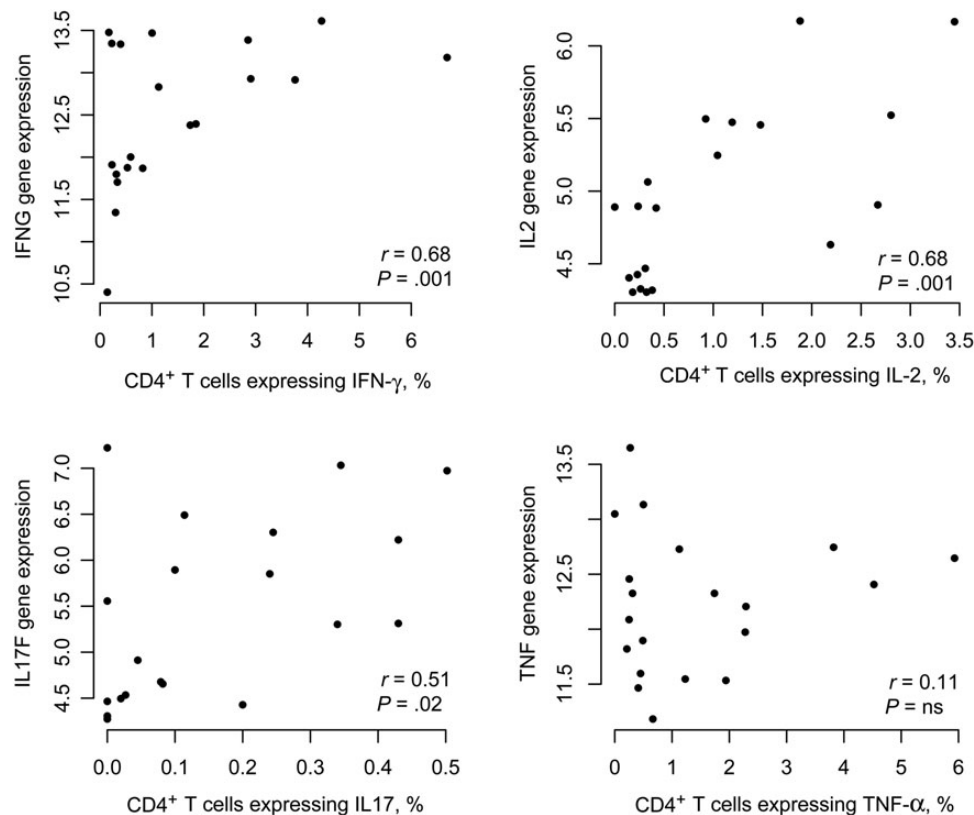 IFNG gene expression
13.5
12.5
11.5
10.5
r = 0.68
P = .001
0 1 2 3 4 5 6
CD4⁺ T cells expressing IFN-γ, %
IL2 gene expression
6.0
5.5
5.0
4.5
r = 0.68
P = .001
0.0 0.5 1.0 1.5 2.0 2.5 3.0 3.5
CD4⁺ T cells expressing IL-2, %
IL17F gene expression
7.0
6.5
6.0
5.5
5.0
4.5
r = 0.51
P = .02
0.0 0.1 0.2 0.3 0.4 0.5
CD4⁺ T cells expressing IL17, %
TNF gene expression
13.5
12.5
11.5
r = 0.11
P = ns
0 1 2 3 4 5 6
CD4⁺ T cells expressing TNF-α, %